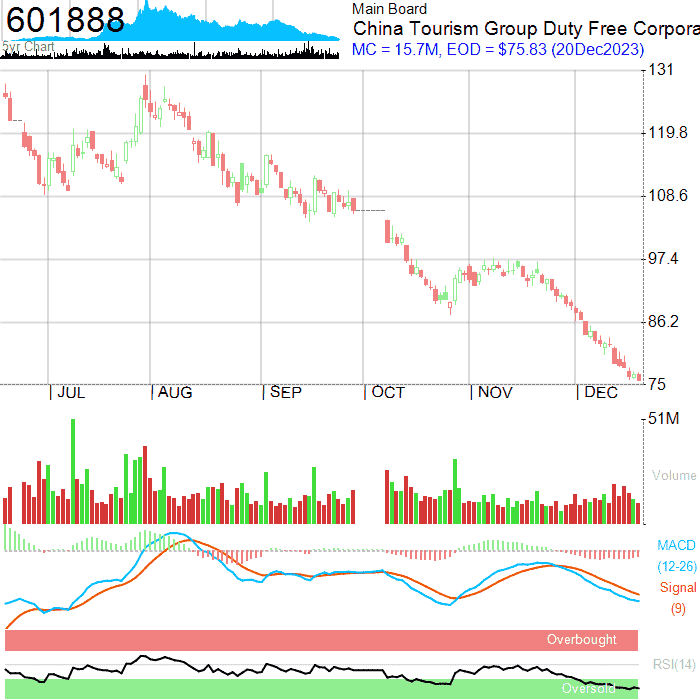 601888
5yr Chart
Main Board
China Tourism Group Duty Free Corpora
MC = 15.7M, EOD = $75.83 (20Dec2023)
131
119.8
108.6
97.4
86.2
75
| JUL | AUG | SEP | OCT | NOV | DEC
51M
Volume
MACD
(12-26)
Signal
(9)
Overbought
RSI(14)
Oversold